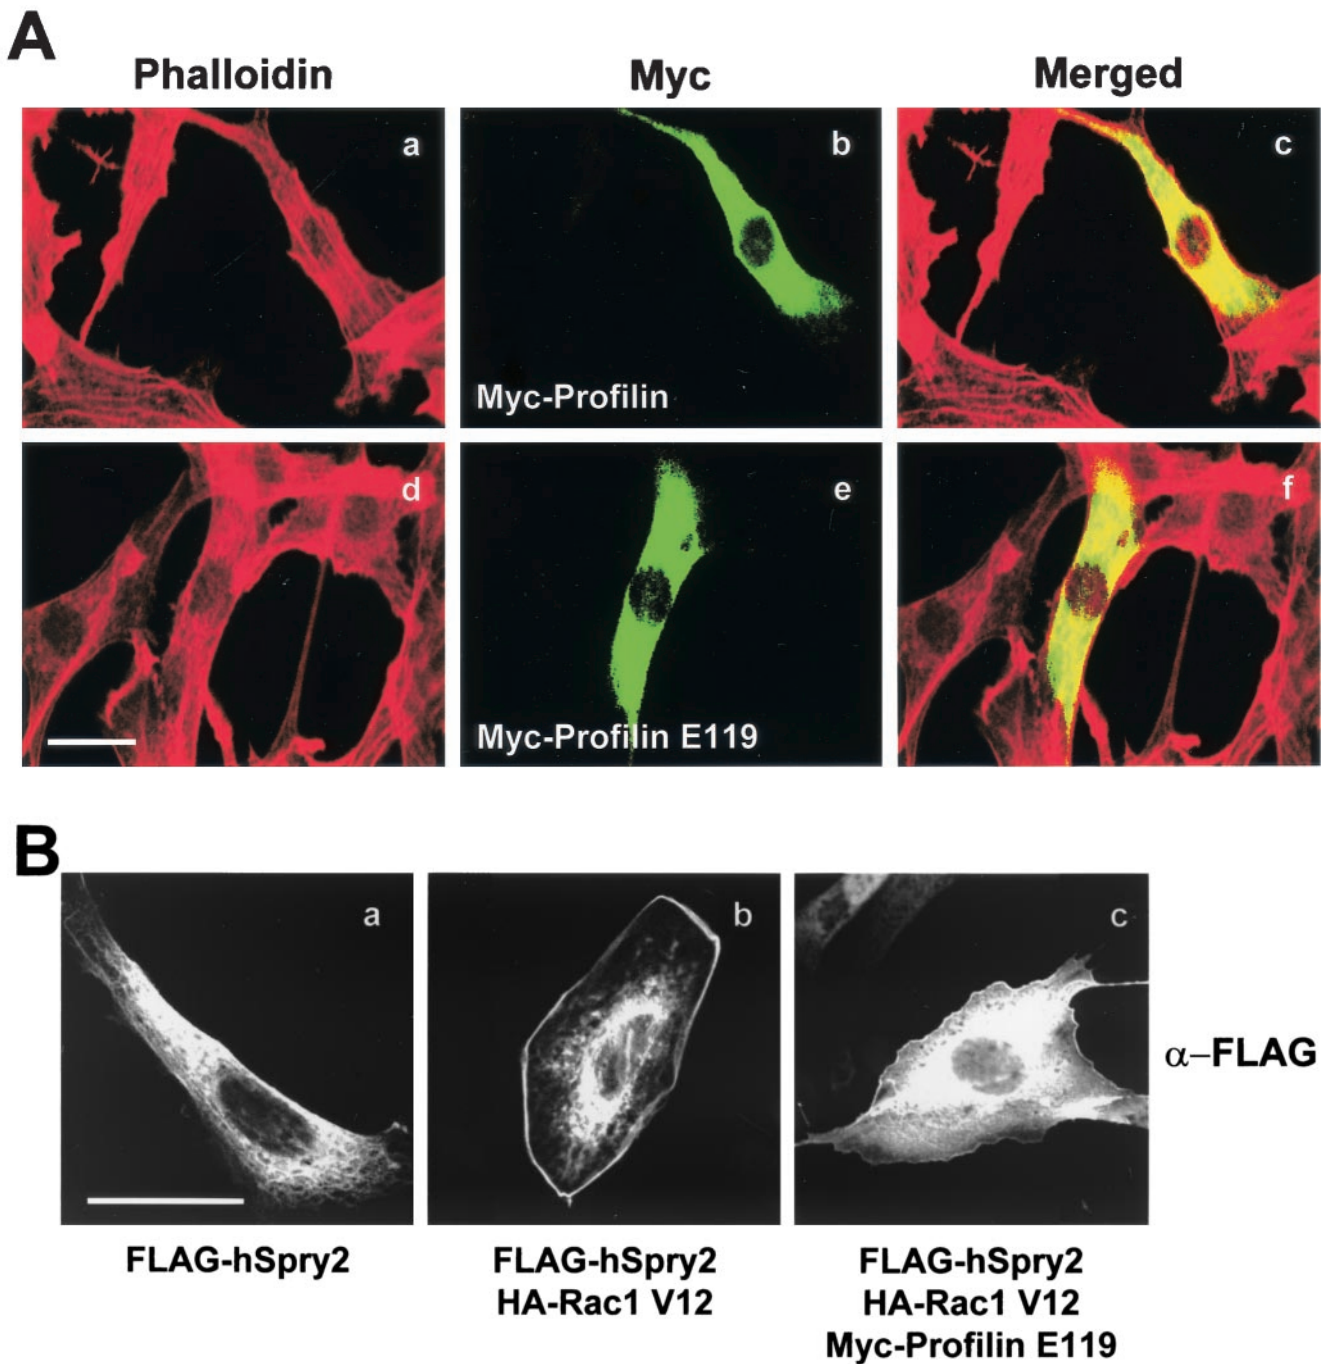 A
Phalloidin Myc Merged
a b c
Myc-Profilin
d e f
Myc-Profilin E119
B
a b c
α–FLAG
FLAG-hSpry2 FLAG-hSpry2 FLAG-hSpry2
HA-Rac1 V12 HA-Rac1 V12
Myc-Profilin E119